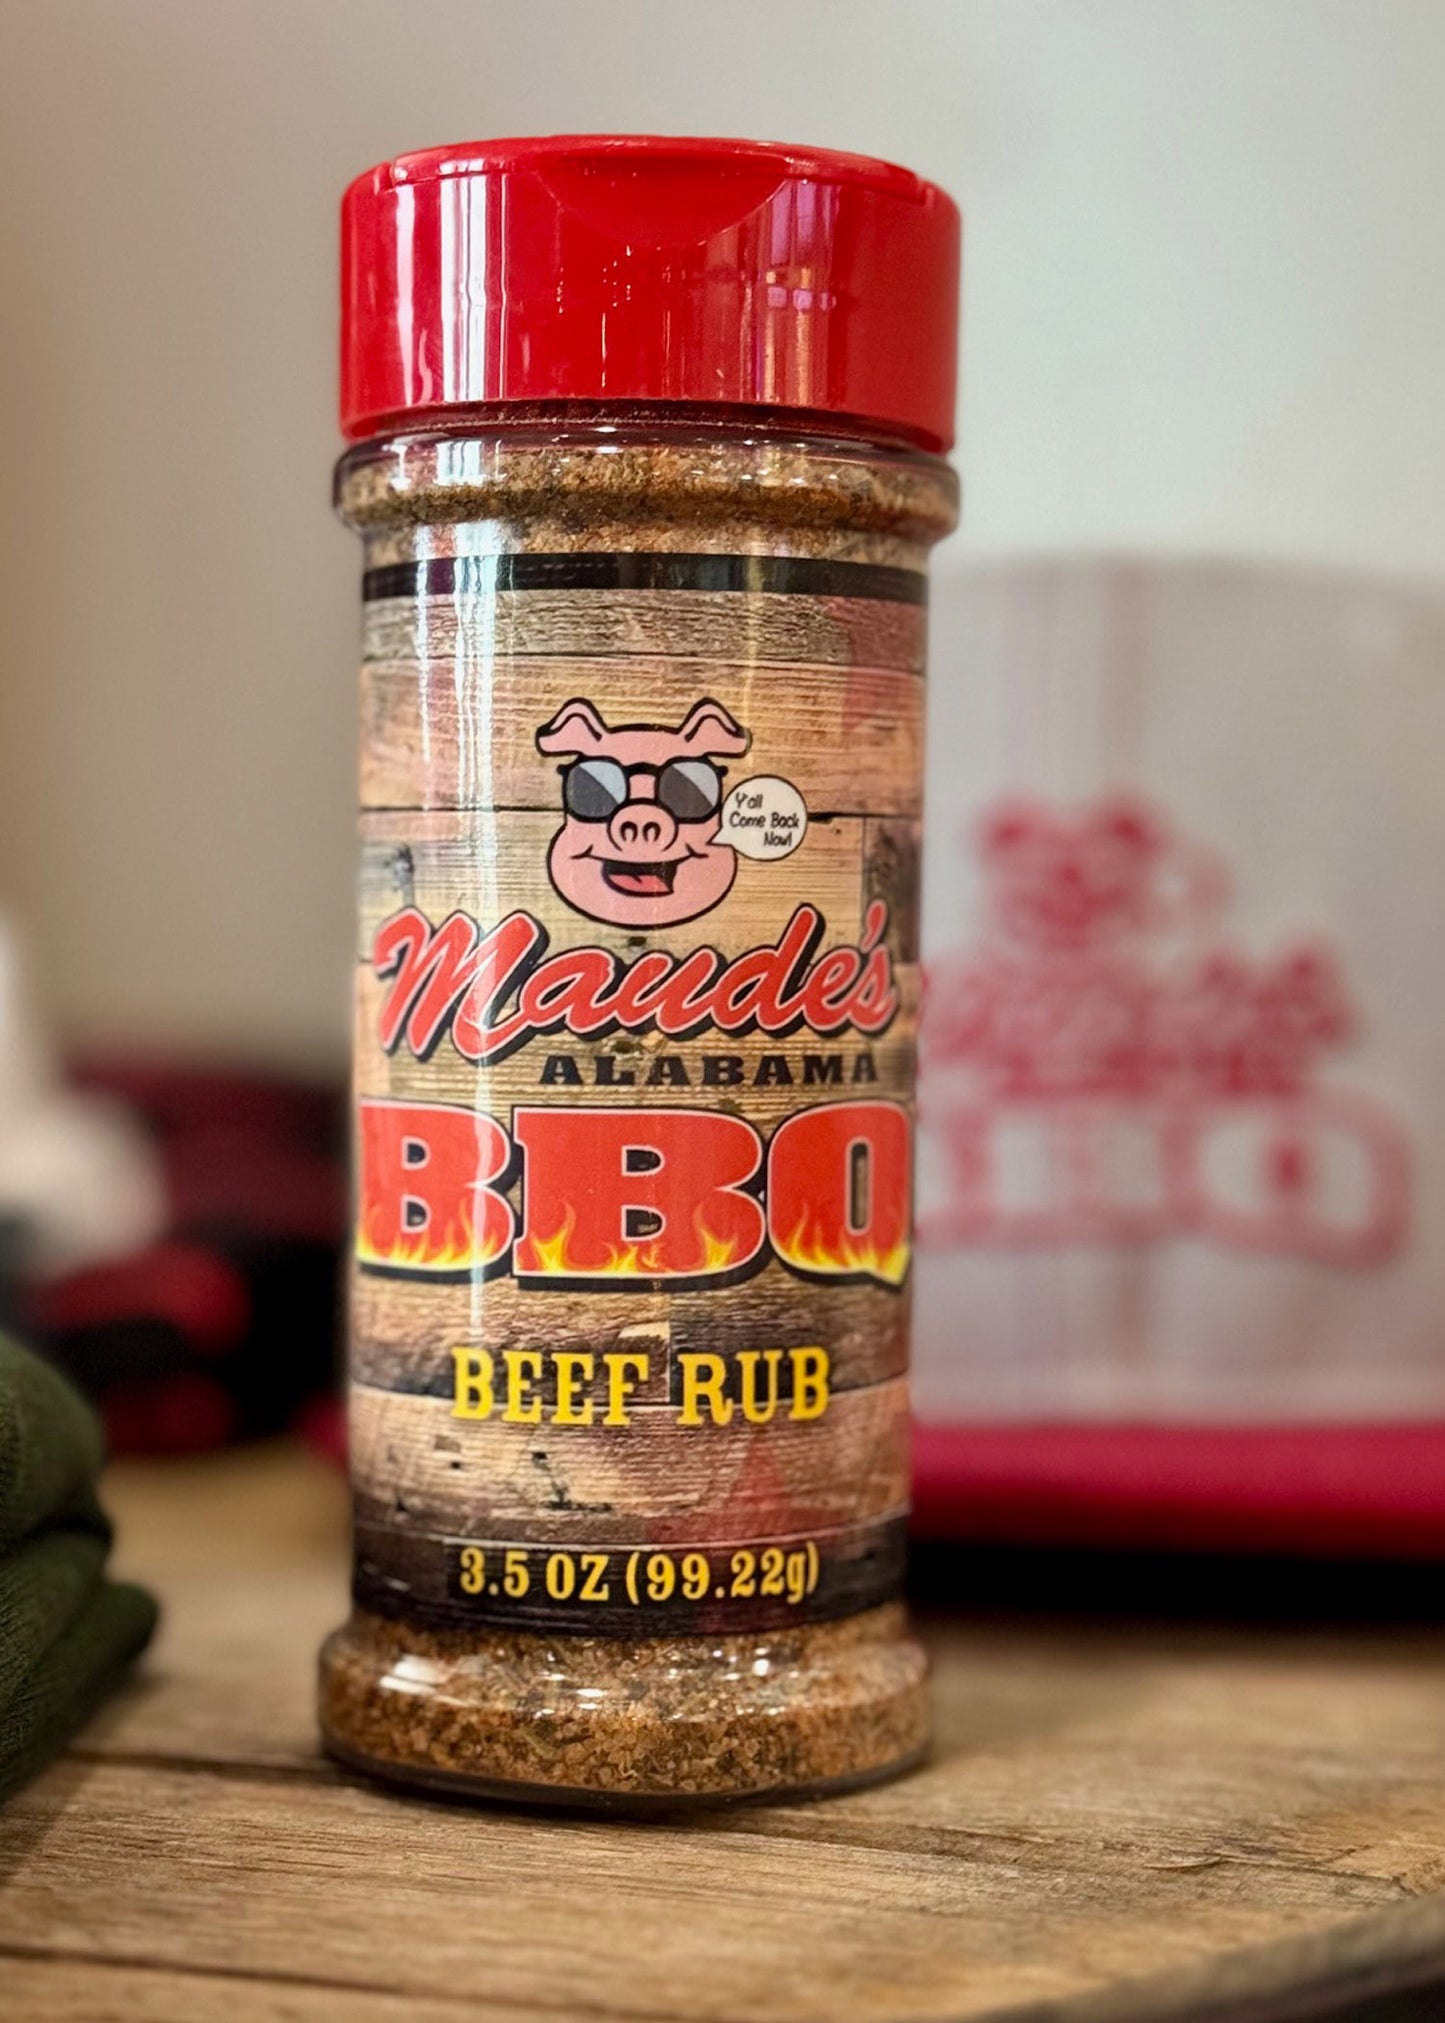 Y'all
Come Back
Now!
Maude's
ALABAMA
BBQ
BEEF RUB
3.5 OZ (99.22g)